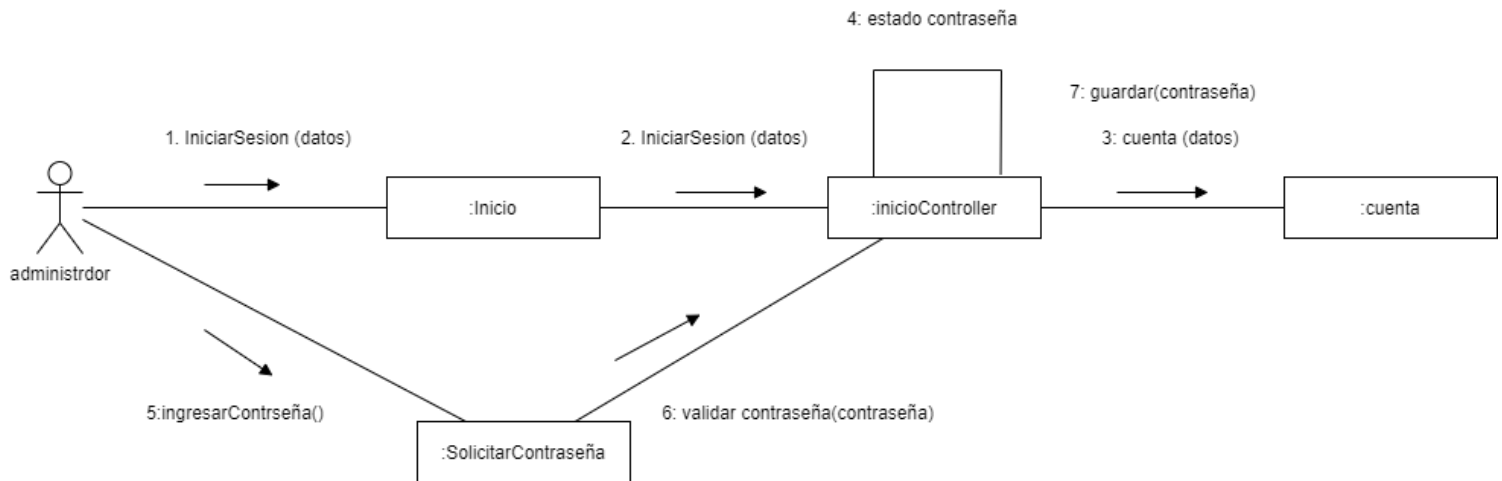 4: estado contraseña
7: guardar(contraseña)
1. IniciarSesion (datos)
2. IniciarSesion (datos)
3: cuenta (datos)
:Inicio
:inicioController
:cuenta
administrdor
5:ingresarContrseña()
6: validar contraseña(contraseña)
:SolicitarContraseña